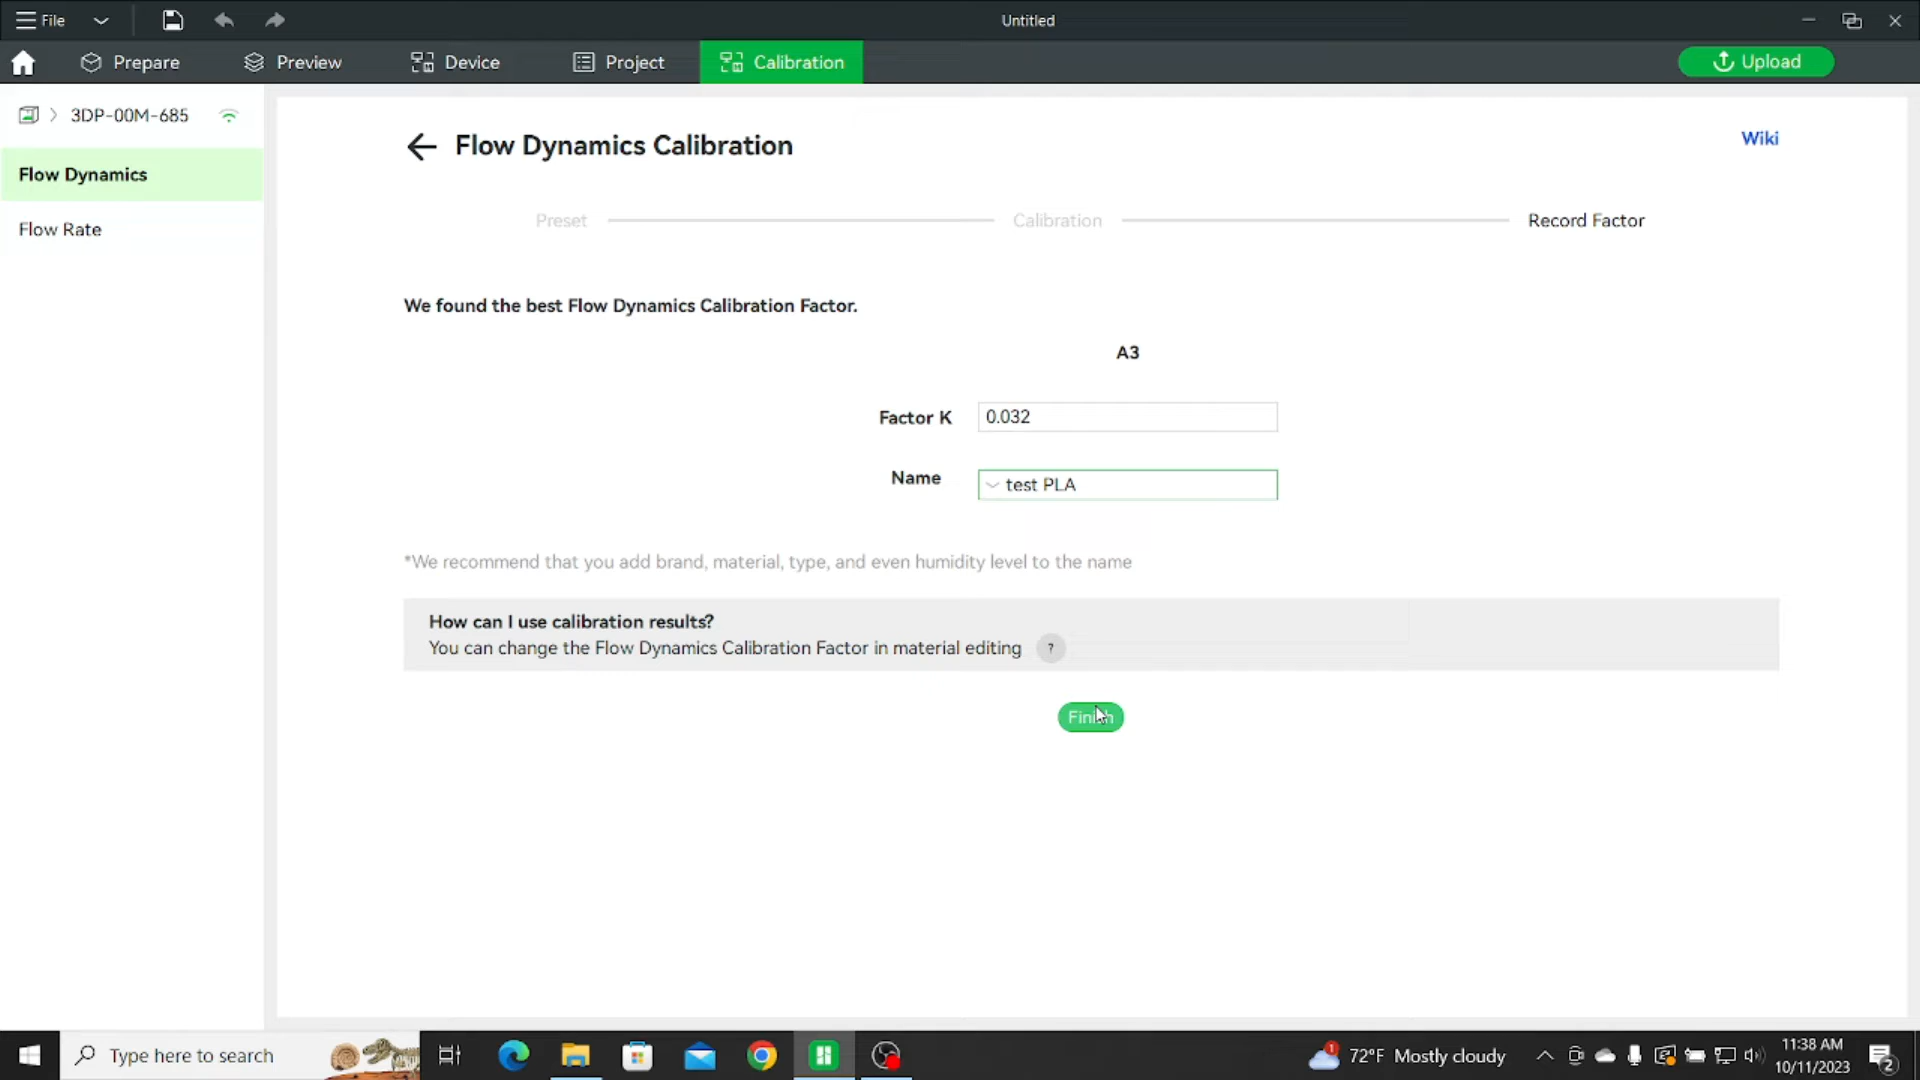 File
Untitled
Prepare
Preview
Device
Project
Calibration
Upload
3DP-00M-685
Flow Dynamics
Flow Rate
Flow Dynamics Calibration
Wiki
Preset
Calibration
Record Factor
We found the best Flow Dynamics Calibration Factor.
A3
Factor K
0.032
Name
test PLA
*We recommend that you add brand, material, type, and even humidity level to the name
How can I use calibration results?
You can change the Flow Dynamics Calibration Factor in material editing ?
Finish
Type here to search
1
72°F Mostly cloudy
11:38 AM
10/11/2023
2